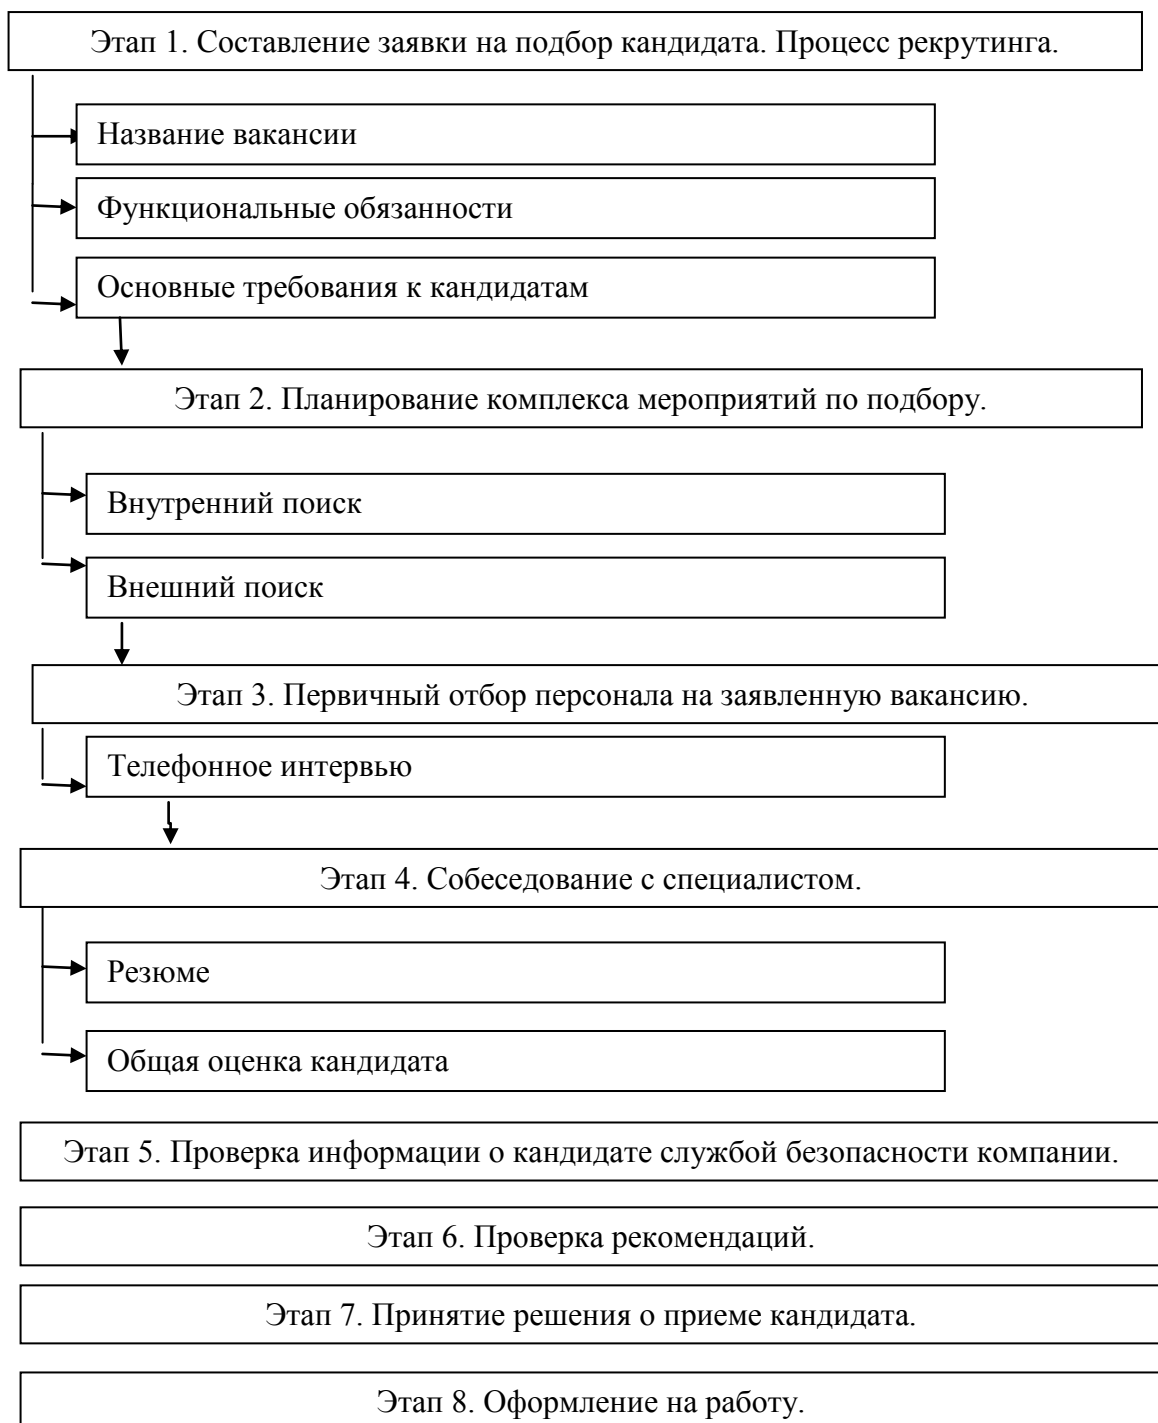 Этап 1. Составление заявки на подбор кандидата. Процесс рекрутинга.
Название вакансии
Функциональные обязанности
Основные требования к кандидатам
Этап 2. Планирование комплекса мероприятий по подбору.
Внутренний поиск
Внешний поиск
Этап 3. Первичный отбор персонала на заявленную вакансию.
Телефонное интервью
Этап 4. Собеседование с специалистом.
Резюме
Общая оценка кандидата
Этап 5. Проверка информации о кандидате службой безопасности компании.
Этап 6. Проверка рекомендаций.
Этап 7. Принятие решения о приеме кандидата.
Этап 8. Оформление на работу.